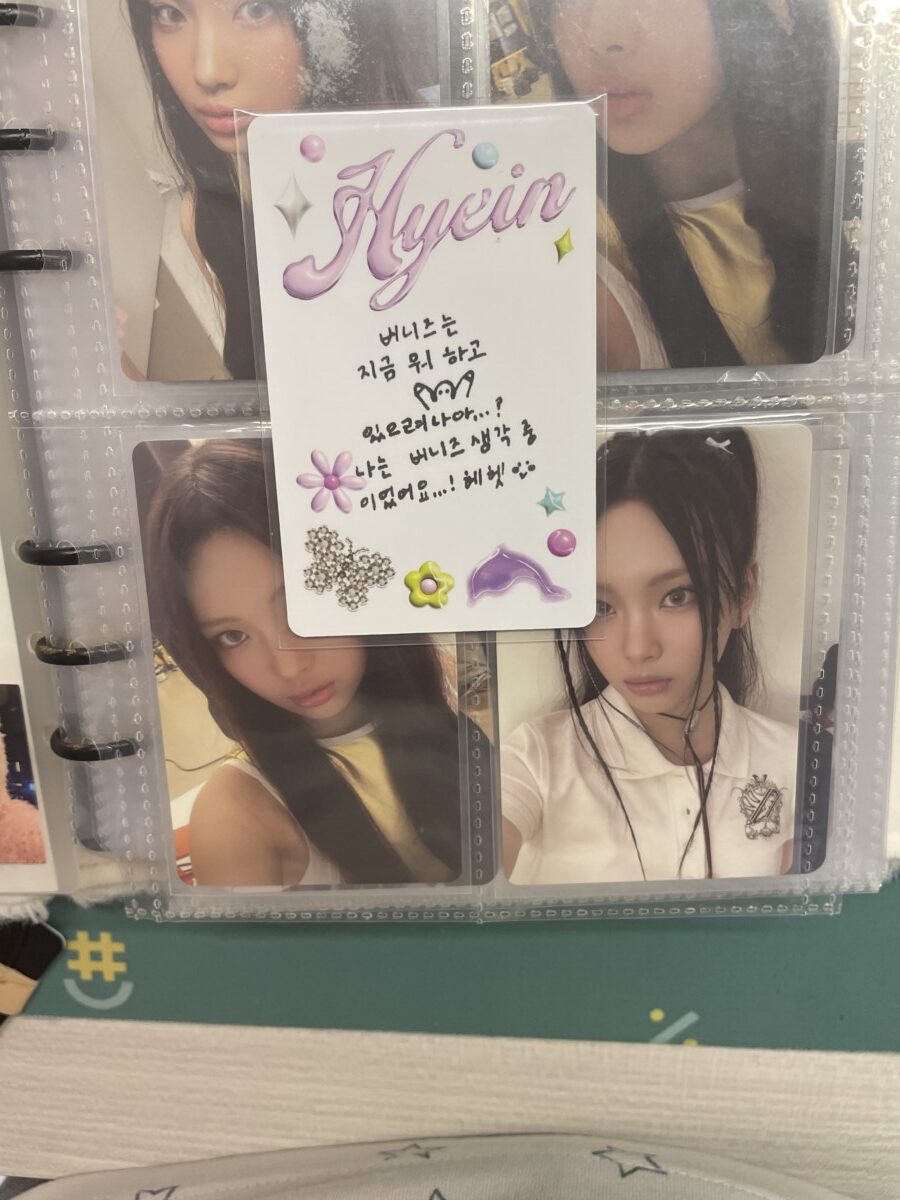 Hyein
버니즈는
지금 뭐 하고
있으려나아...?
나는 버니즈 생각 중
이었어요...! 헤헷
#